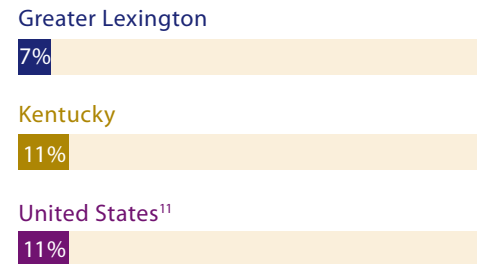 Greater Lexington
7%
Kentucky
11%
United States¹¹
11%